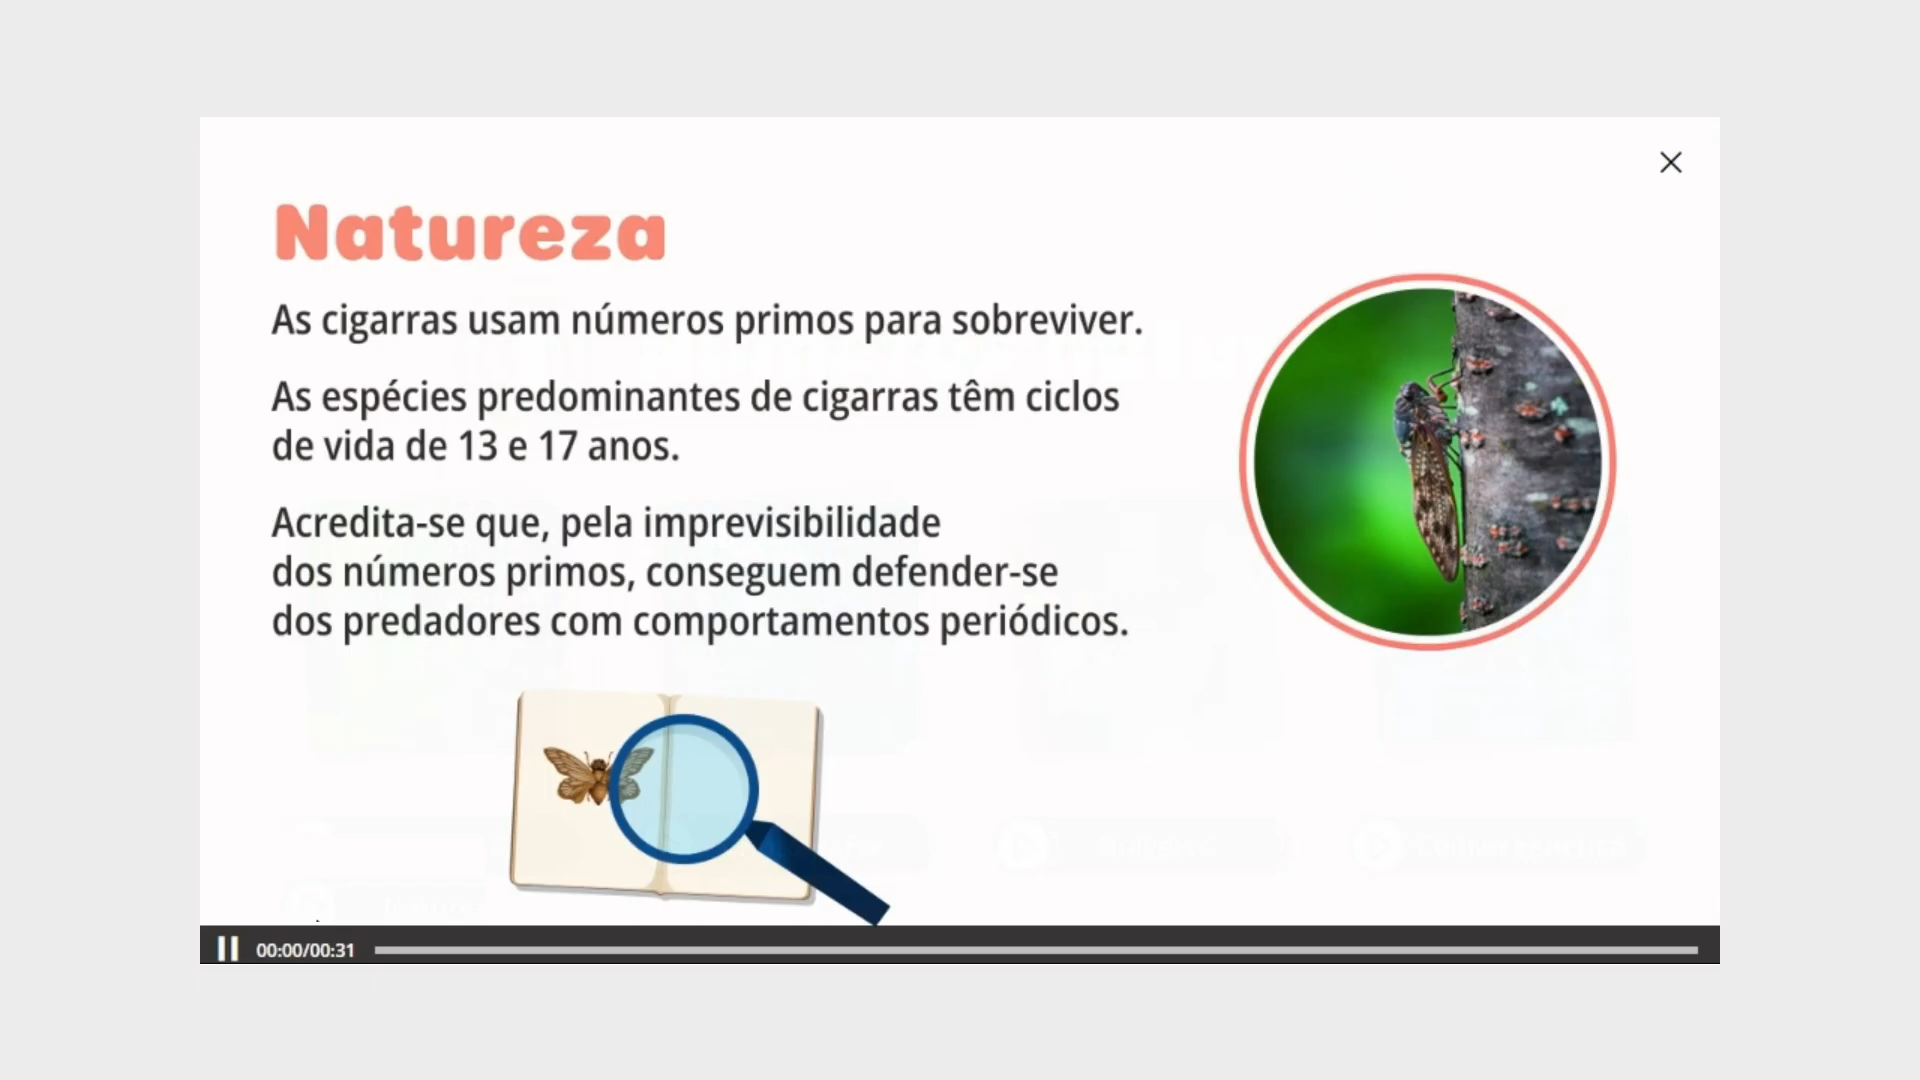 Natureza
As cigarras usam números primos para sobreviver.
As espécies predominantes de cigarras têm ciclos
de vida de 13 e 17 anos.
Acredita-se que, pela imprevisibilidade
dos números primos, conseguem defender-se
dos predadores com comportamentos periódicos.
00:00/00:31